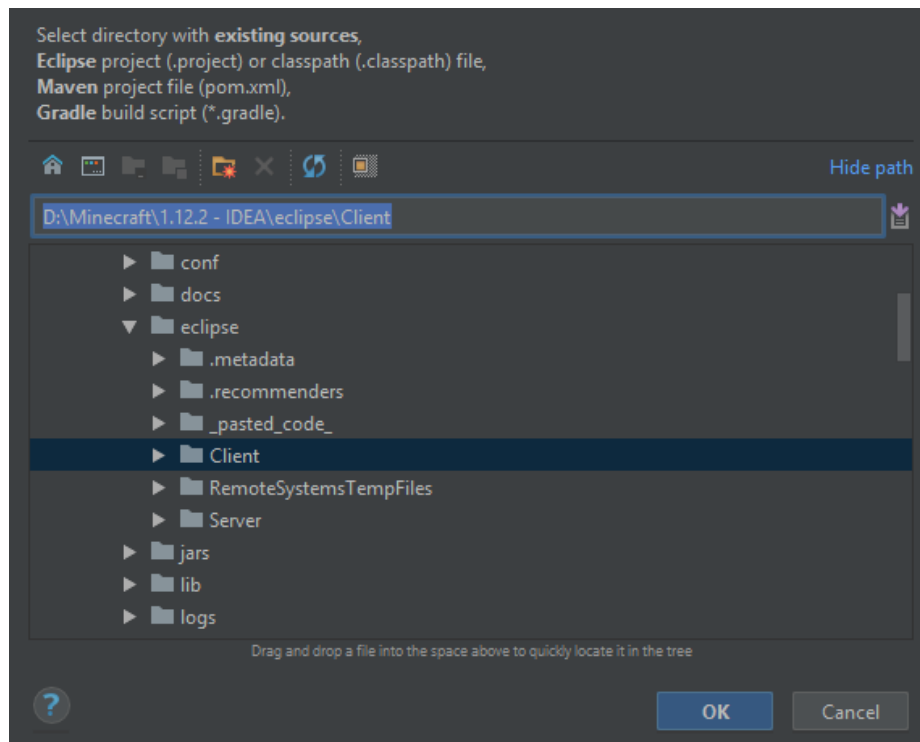 Select directory with existing sources,
Eclipse project (.project) or classpath (.classpath) file,
Maven project file (pom.xml),
Gradle build script (*.gradle).
Hide path
D:\Minecraft\1.12.2 - IDEA\eclipse\Client
conf
docs
eclipse
.metadata
.recommenders
_pasted_code_
Client
RemoteSystemsTempFiles
Server
jars
lib
logs
Drag and drop a file into the space above to quickly locate it in the tree
?
OK Cancel